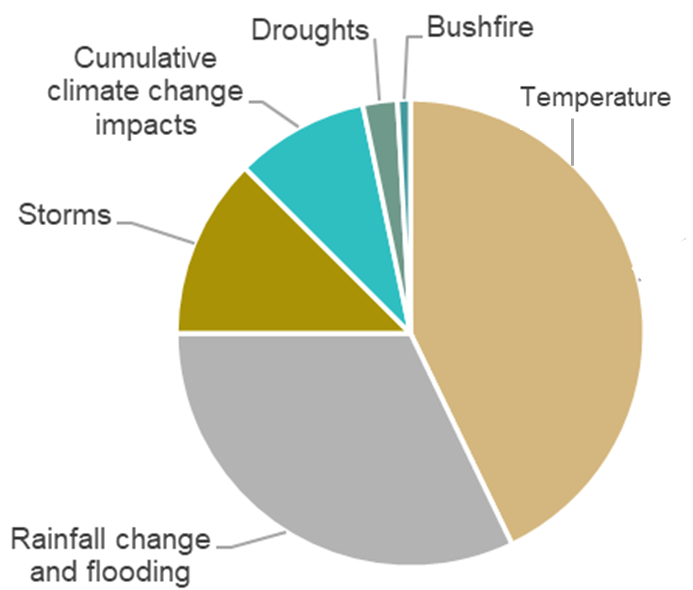 Droughts
Bushfire
Cumulative
climate change
impacts
Temperature
Storms
Rainfall change
and flooding